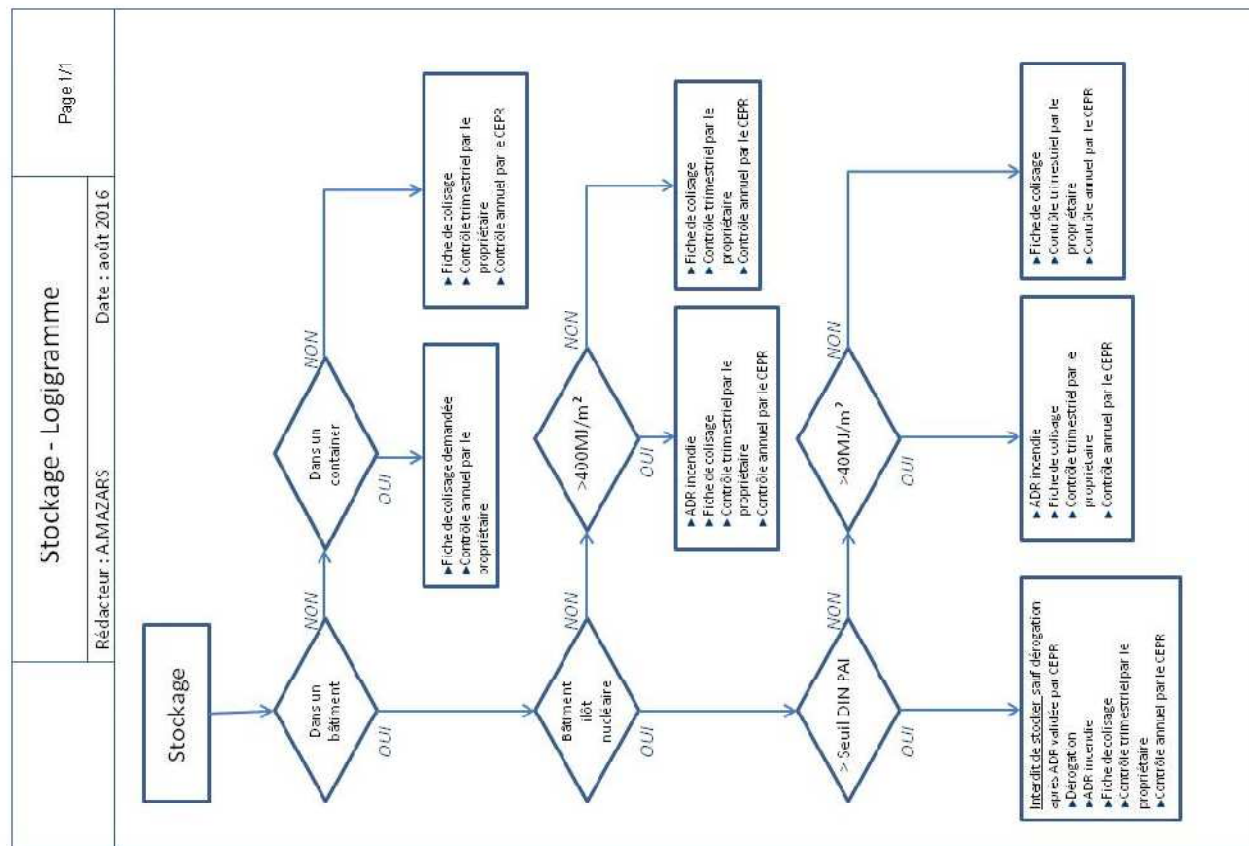 Stockage - Logigramme
Page 1/1
Rédacteur : A.MAZARS
Date : août 2016
Stockage
Dans un
bâtiment
NON
OUI
Dans un
container
NON
OUI
►Fiche de colisage demandée
►Contrôle annuel par le
propriétaire
►Fiche de colisage
►Contrôle trimestriel par le
propriétaire
►Contrôle annuel par le CEPR
Bâtiment
ilôt
nucléaire
NON
OUI
>400MJ/m²
NON
OUI
►ADR incendie
►Fiche de colisage
►Contrôle trimestriel par le
propriétaire
►Contrôle annuel par le CEPR
►Fiche de colisage
►Contrôle trimestriel par le
propriétaire
►Contrôle annuel par le CEPR
> Seuil DIN PAI
NON
OUI
>40MJ/m²
NON
OUI
Interdit de stocker sauf dérogation
après ADR validée par CEPR
►Dérogation
►ADR incendie
►Fiche de colisage
►Contrôle trimestriel par le
propriétaire
►Contrôle annuel par le CEPR
►ADR incendie
►Fiche de colisage
►Contrôle trimestriel par le
propriétaire
►Contrôle annuel par le CEPR
►Fiche de colisage
►Contrôle trimestriel par le
propriétaire
►Contrôle annuel par le CEPR